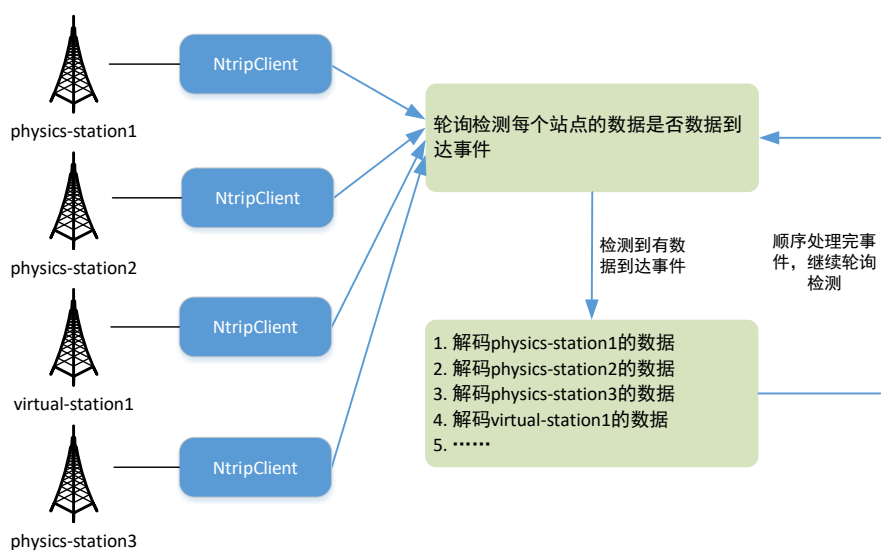 NtripClient
physics-station1
NtripClient
physics-station2
NtripClient
virtual-station1
NtripClient
physics-station3
轮询检测每个站点的数据是否数据到
达事件
检测到有数
据到达事件
顺序处理完事
件，继续轮询
检测
1. 解码physics-station1的数据
2. 解码physics-station2的数据
3. 解码physics-station3的数据
4. 解码virtual-station1的数据
5. ……